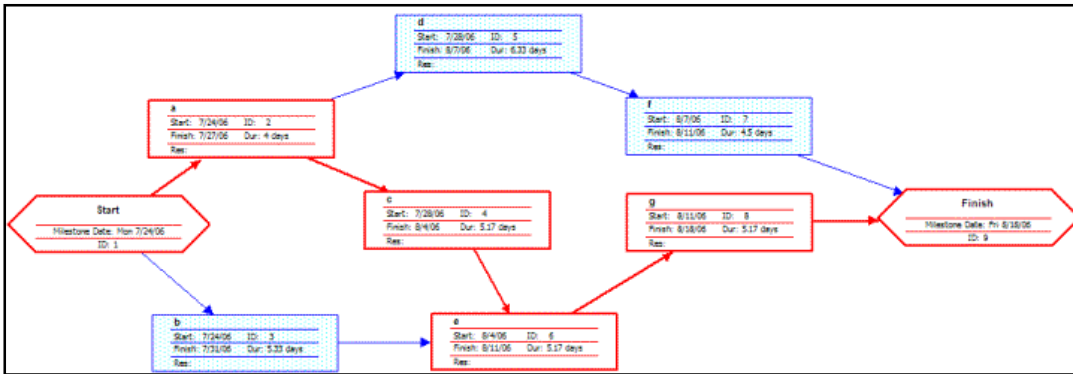 d
Start: 7/28/06 ID: 5
Finish: 8/7/06 Dur: 6.33 days
Res:
a
Start: 7/24/06 ID: 2
Finish: 7/27/06 Dur: 4 days
Res:
f
Start: 8/7/06 ID: 7
Finish: 8/11/06 Dur: 4.5 days
Res:
Start
Milestone Date: Mon 7/24/06
ID: 1
c
Start: 7/28/06 ID: 4
Finish: 8/4/06 Dur: 5.17 days
Res:
g
Start: 8/11/06 ID: 8
Finish: 8/18/06 Dur: 5.17 days
Res:
Finish
Milestone Date: Fri 8/18/06
ID: 9
b
Start: 7/24/06 ID: 3
Finish: 7/31/06 Dur: 5.33 days
Res:
e
Start: 8/4/06 ID: 6
Finish: 8/11/06 Dur: 5.17 days
Res: